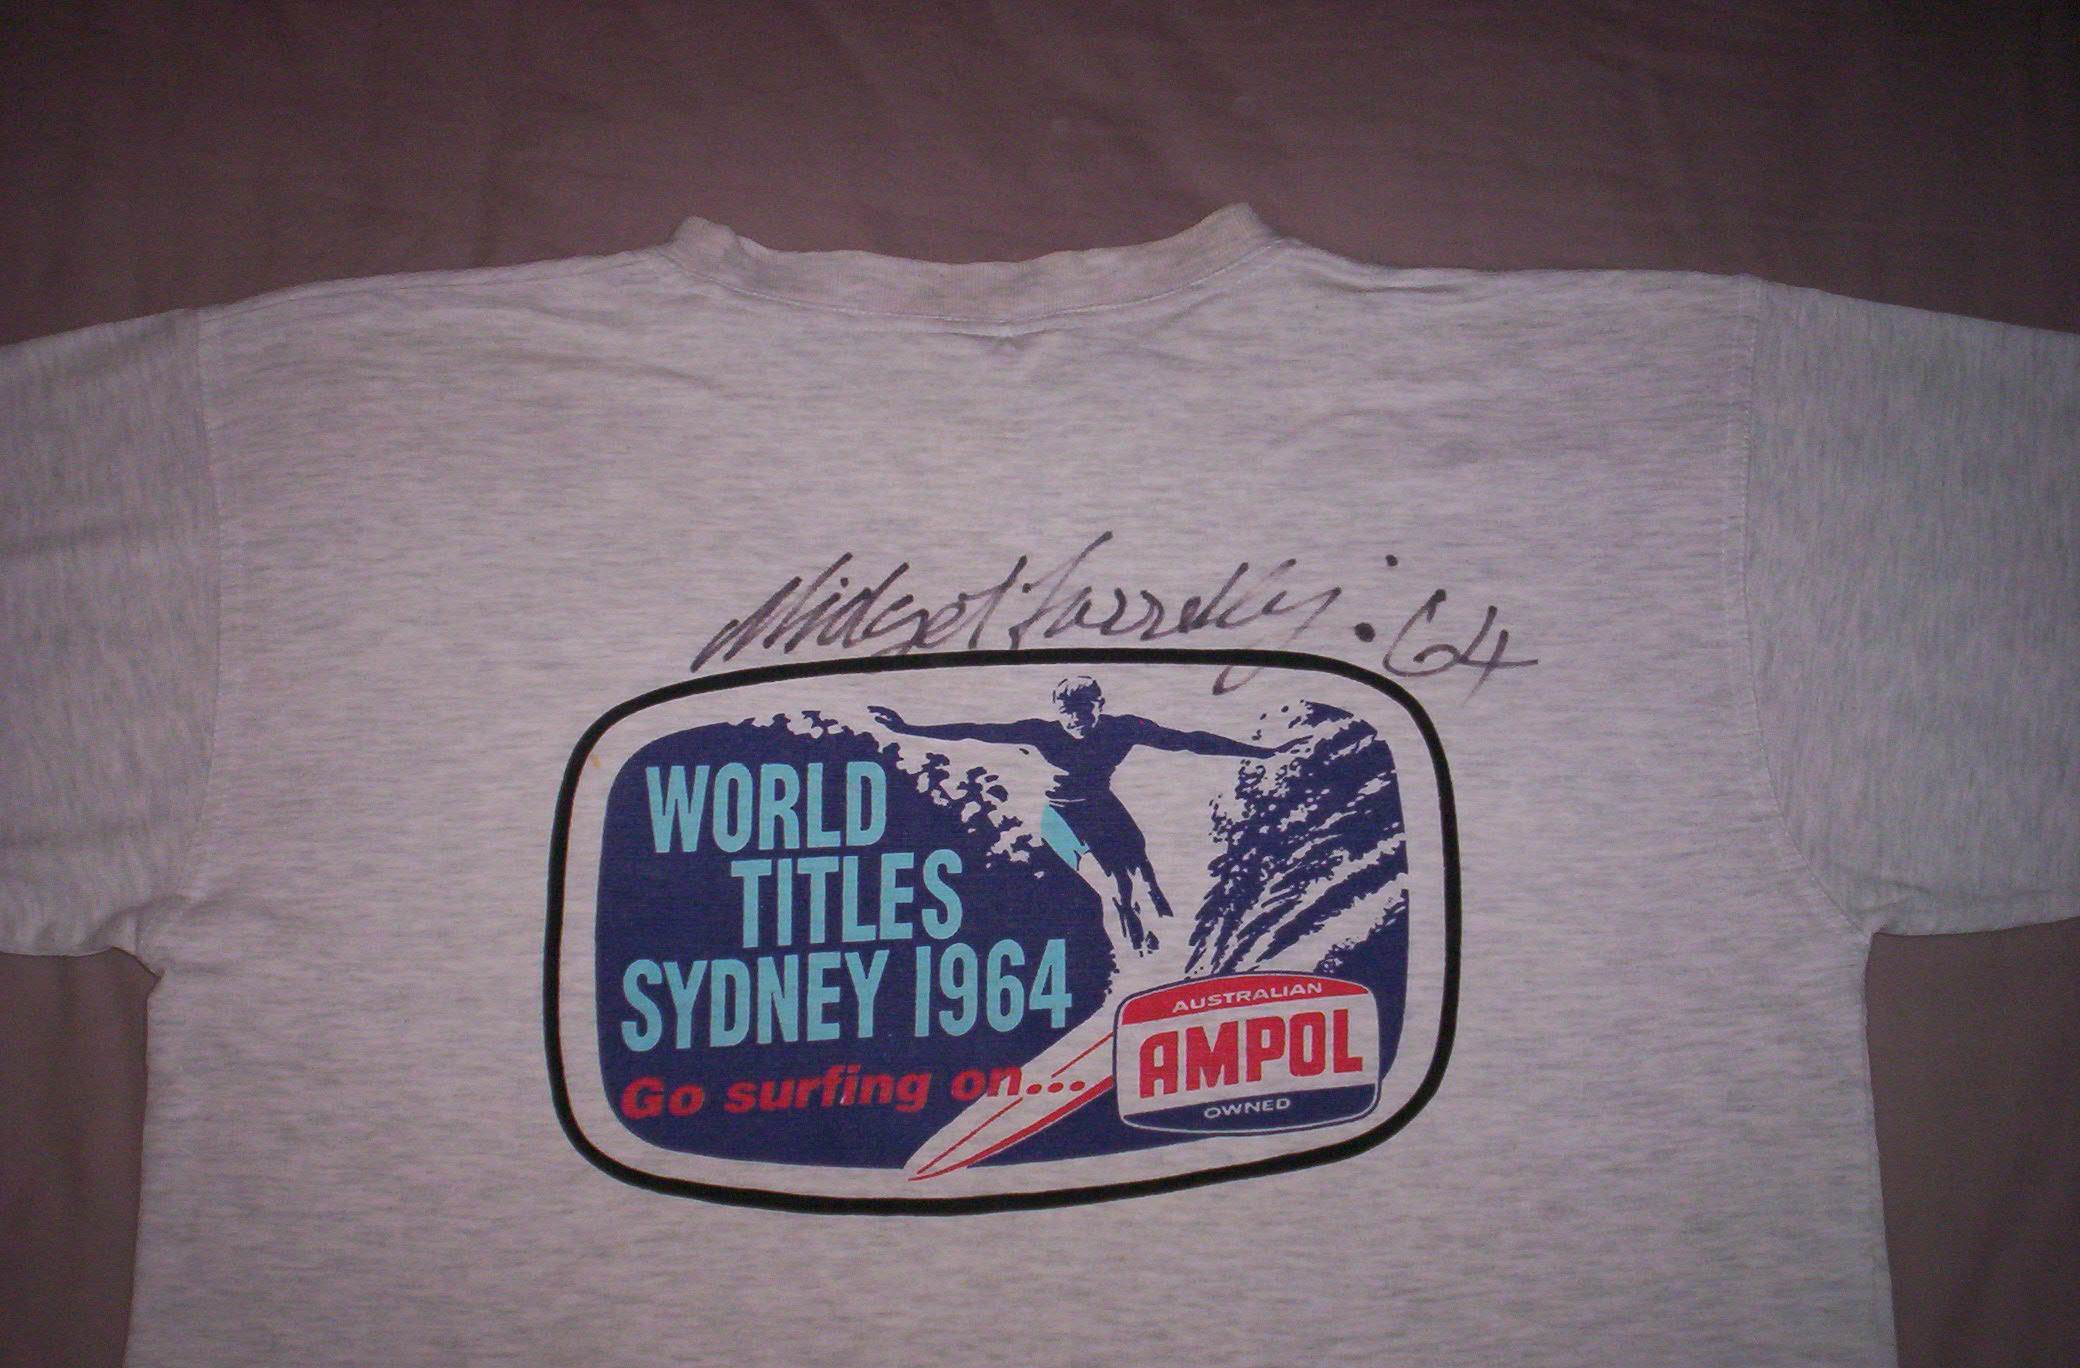 Midget Farrelly. '64
WORLD
TITLES
SYDNEY 1964
Go surfing on...
AUSTRALIAN
AMPOL
OWNED